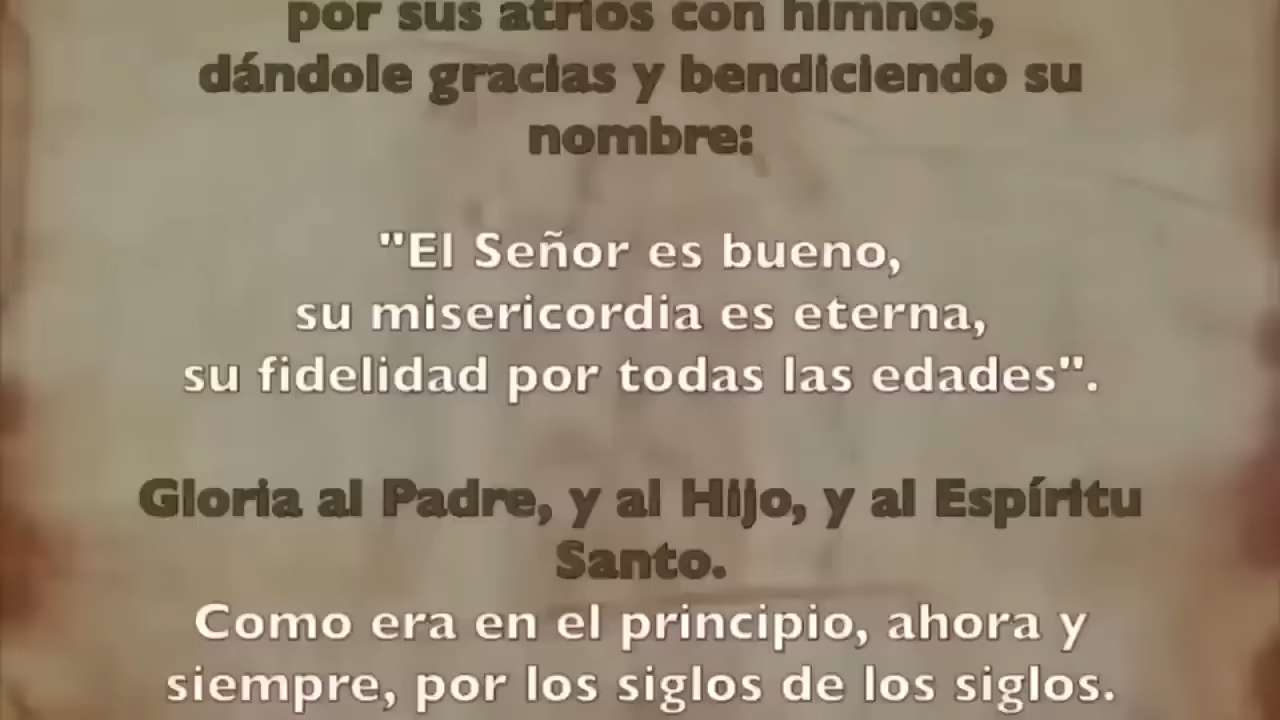 por sus atrios con himnos,
dándole gracias y bendiciendo su
nombre:
"El Señor es bueno,
su misericordia es eterna,
su fidelidad por todas las edades".
Gloria al Padre, y al Hijo, y al Espíritu
Santo.
Como era en el principio, ahora y
siempre, por los siglos de los siglos.